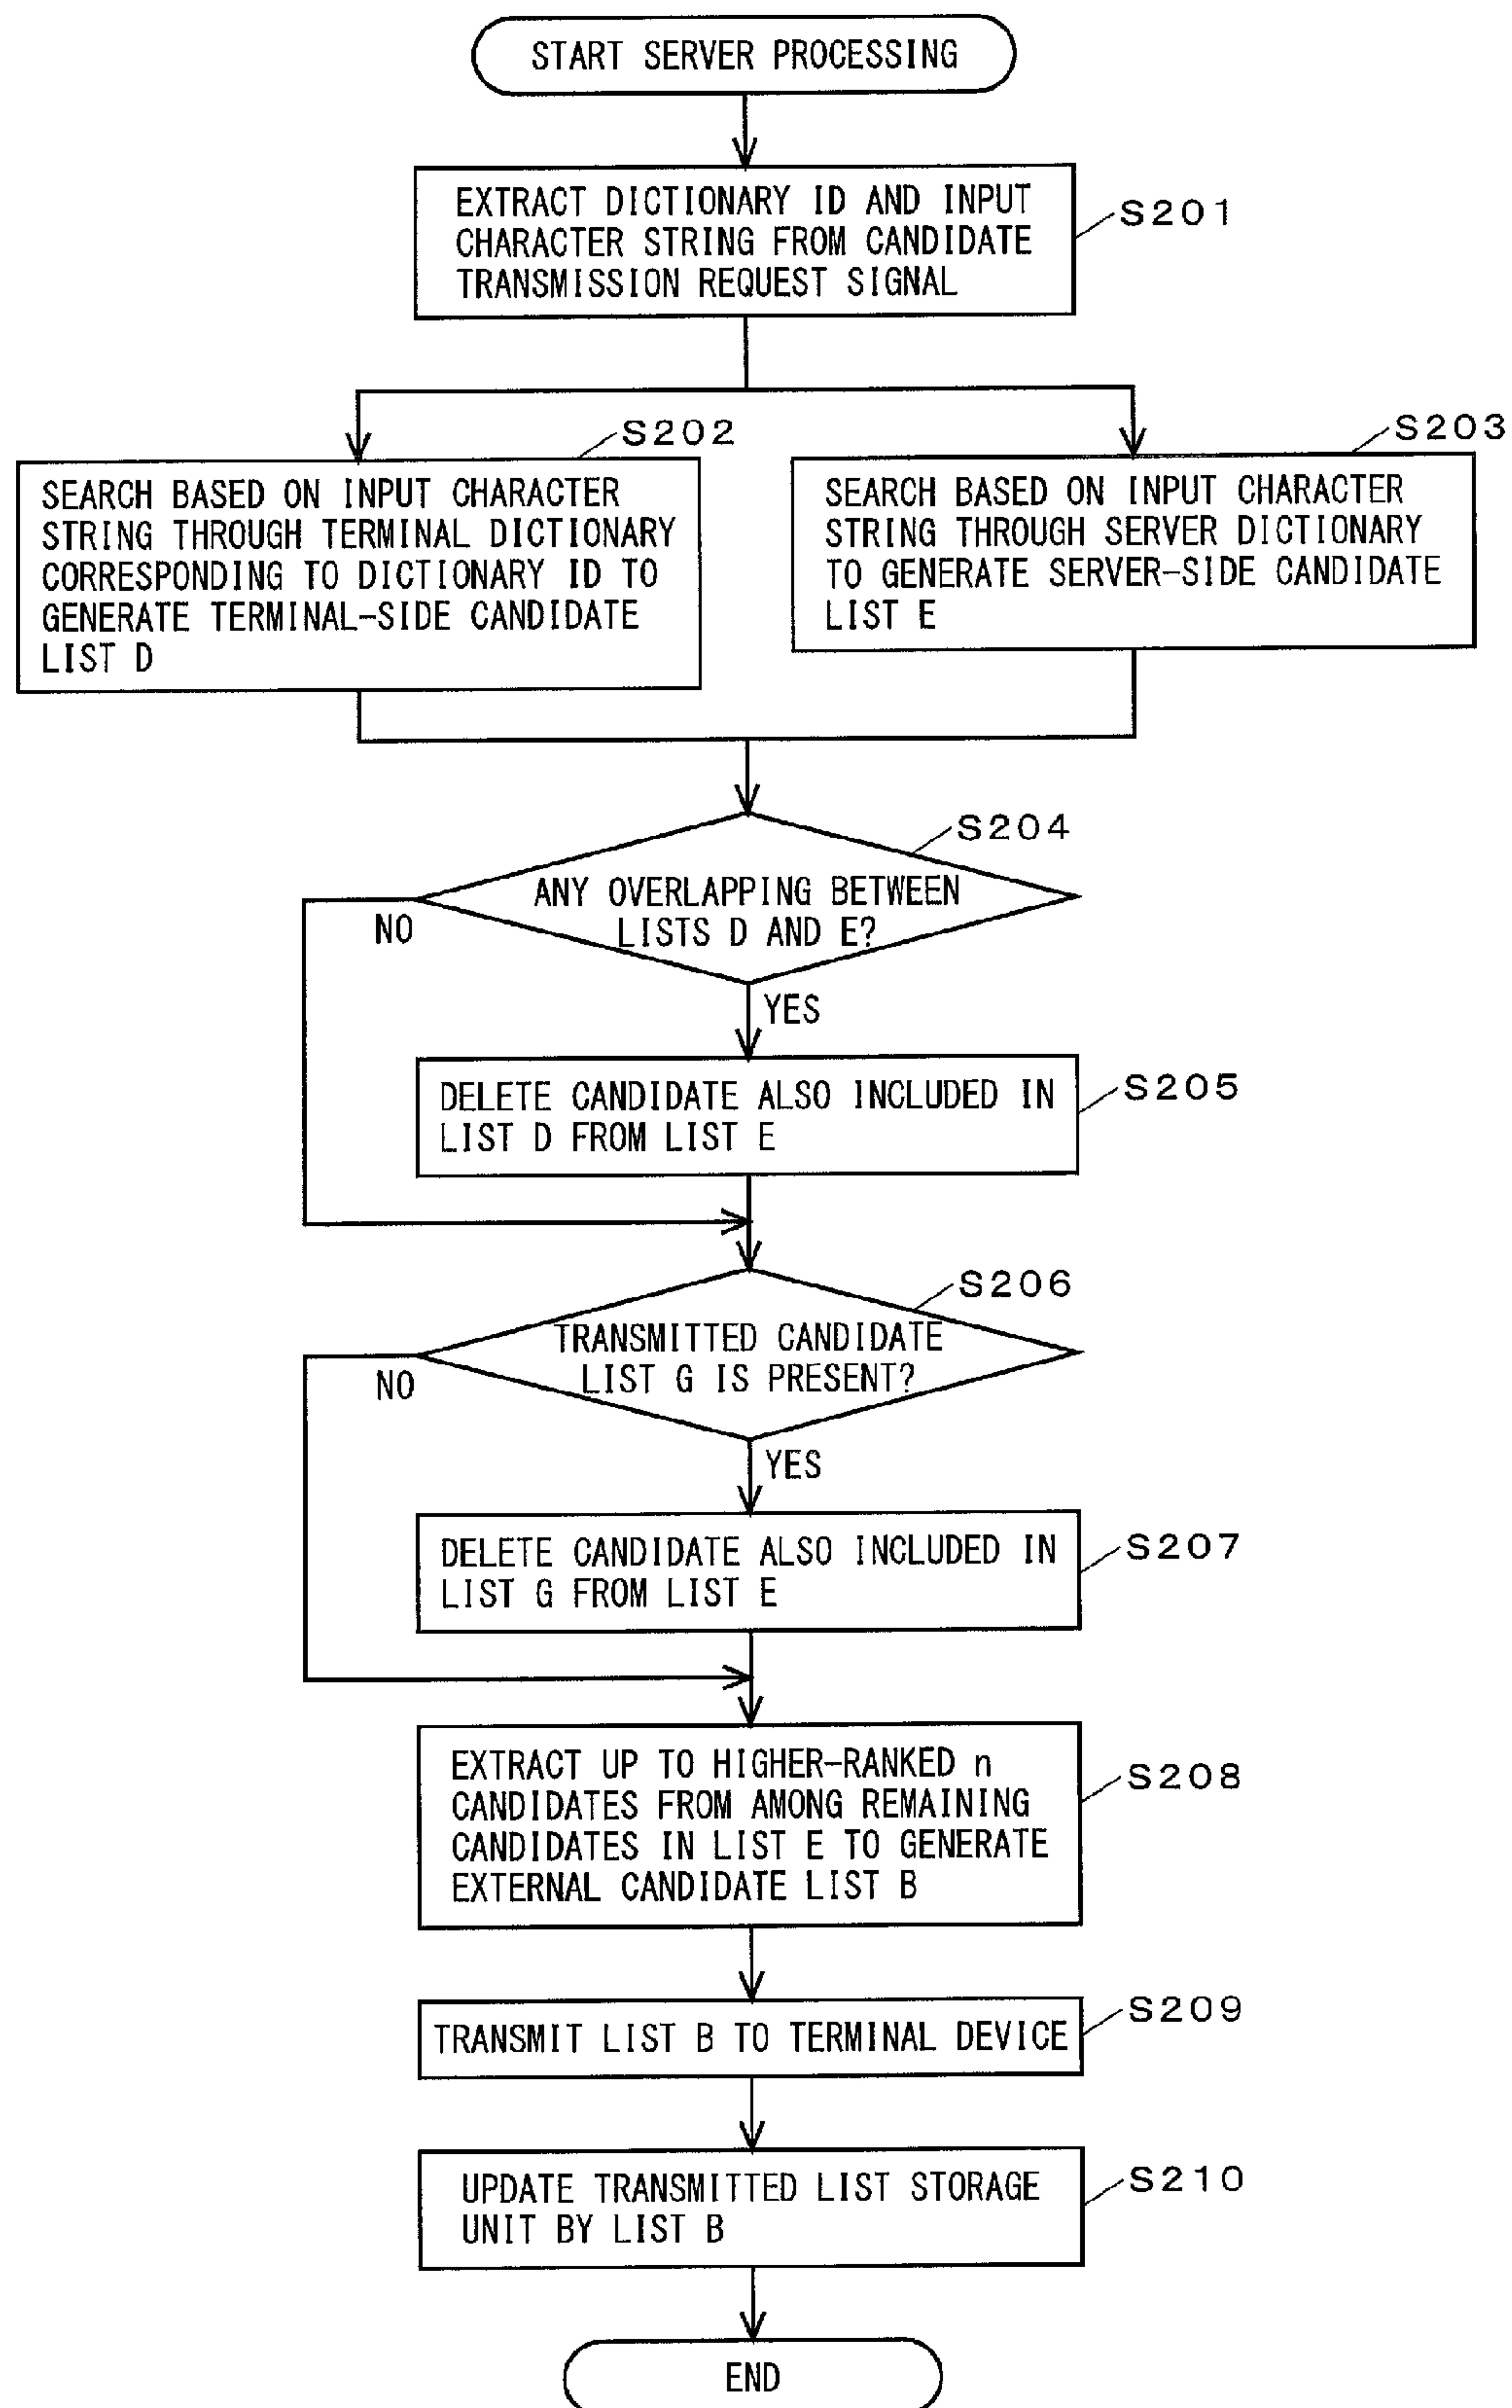 START SERVER PROCESSING
EXTRACT DICTIONARY ID AND INPUT
CHARACTER STRING FROM CANDIDATE
TRANSMISSION REQUEST SIGNAL
S201
S202
SEARCH BASED ON INPUT CHARACTER
STRING THROUGH TERMINAL DICTIONARY
CORRESPONDING TO DICTIONARY ID TO
GENERATE TERMINAL-SIDE CANDIDATE
LIST D
S203
SEARCH BASED ON INPUT CHARACTER
STRING THROUGH SERVER DICTIONARY
TO GENERATE SERVER-SIDE CANDIDATE
LIST E
S204
ANY OVERLAPPING BETWEEN
LISTS D AND E?
NO
YES
DELETE CANDIDATE ALSO INCLUDED IN
LIST D FROM LIST E
S205
S206
TRANSMITTED CANDIDATE
LIST G IS PRESENT?
NO
YES
DELETE CANDIDATE ALSO INCLUDED IN
LIST G FROM LIST E
S207
EXTRACT UP TO HIGHER-RANKED n
CANDIDATES FROM AMONG REMAINING
CANDIDATES IN LIST E TO GENERATE
EXTERNAL CANDIDATE LIST B
S208
TRANSMIT LIST B TO TERMINAL DEVICE
S209
UPDATE TRANSMITTED LIST STORAGE
UNIT BY LIST B
S210
END